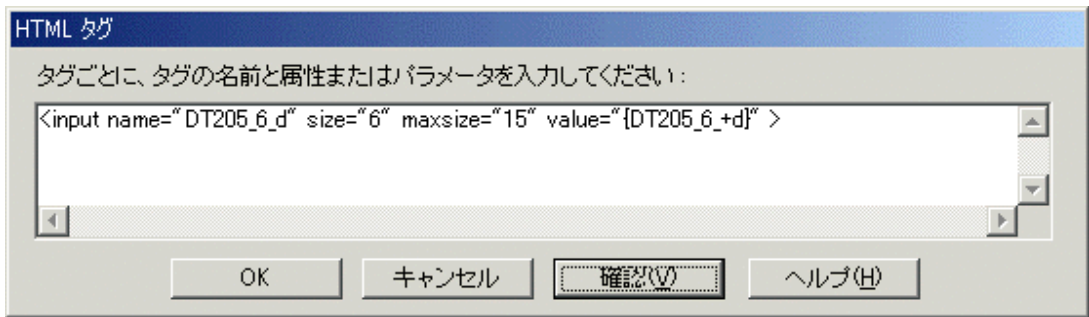 HTML タグ
タグごとに、タグの名前と属性またはパラメータを入力してください:
<input name="DT205_6_d" size="6" maxsize="15" value="{DT205_6_+d}" >
OK キャンセル 確認(V) ヘルプ(H)